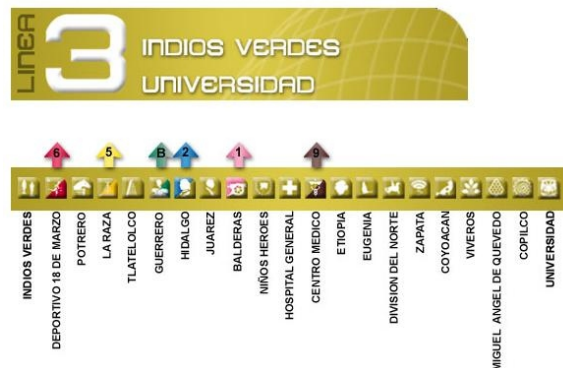 LINEA
3
INDIOS VERDES
UNIVERSIDAD
6
5
B
2
1
9
INDIOS VERDES
DEPORTIVO 18 DE MARZO
POTRERO
LA RAZA
TLATELOLCO
GUERRERO
HIDALGO
JUAREZ
BALDERAS
NIÑOS HEROES
HOSPITAL GENERAL
CENTRO MEDICO
ETIOPIA
EUGENIA
DIVISION DEL NORTE
ZAPATA
COYOACAN
VIVEROS
MIGUEL ANGEL DE QUEVEDO
COPILCO
UNIVERSIDAD